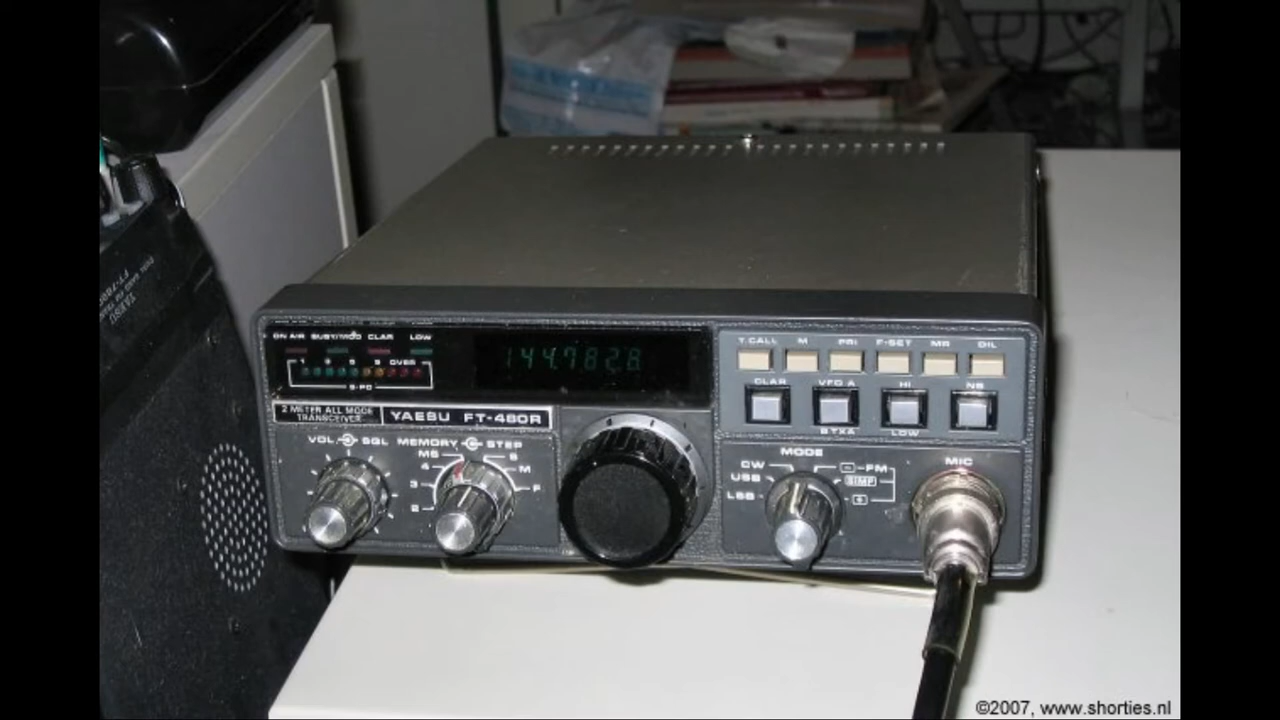 ON AIR BUSY/MOD CLAR LOW
1 3 5 9 OVER
S-PO
144.7828
2 METER ALL MODE
TRANSCEIVER
YAESU FT-480R
VOL SQL MEMORY STEP
MS S
4 M
3 F
2
T.CALL M PRI F-SET MR DIAL
CLAR VFO A HI NB
B TXA LOW
MODE
CW FM
USB SIMP
LSB
MIC
©2007, www.shorties.nl